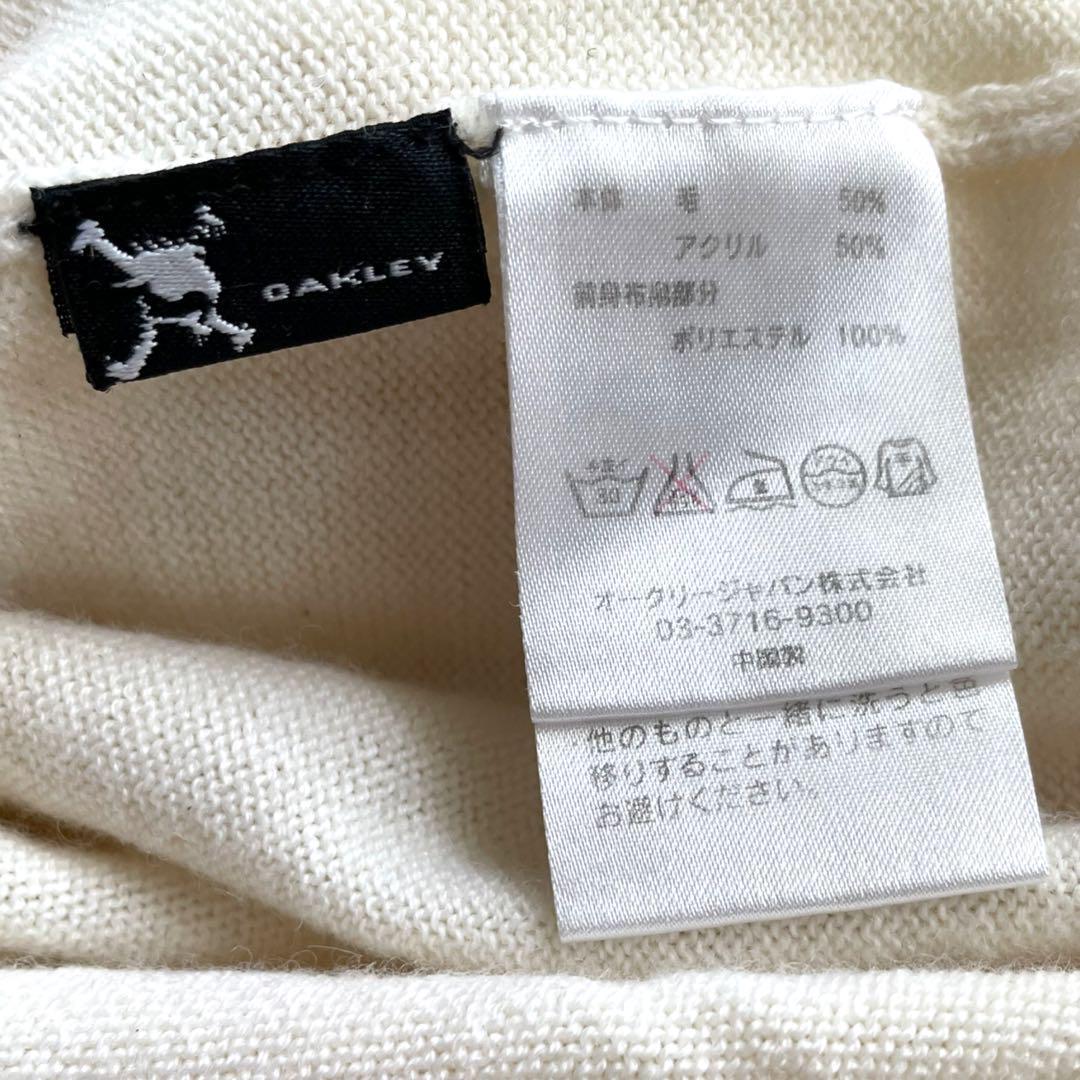 OAKLEY
本体 毛 50%
アクリル 50%
前身布帛部分
ポリエステル 100%
30
オークリージャパン株式会社
03-3716-9300
中国製
他のものと一緒に洗うと色
移りすることがありますので
お避けください。